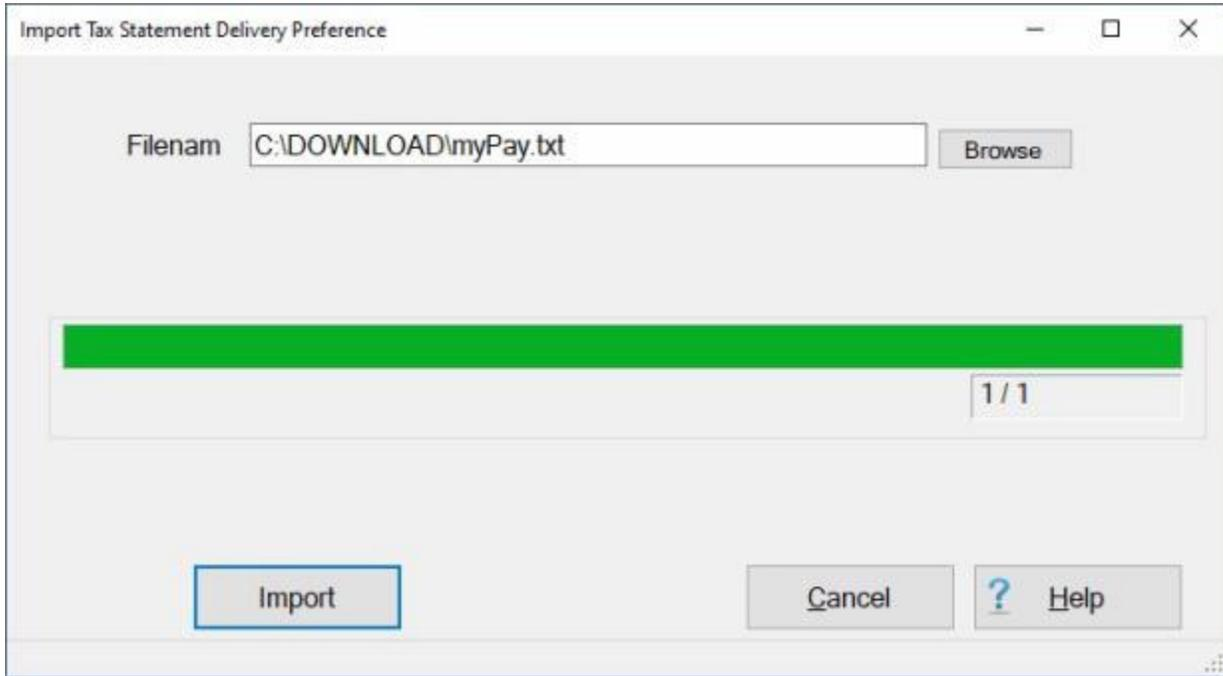 Import Tax Statement Delivery Preference
Filenam C:\DOWNLOAD\myPay.txt Browse
1 / 1
Import Cancel ? Help